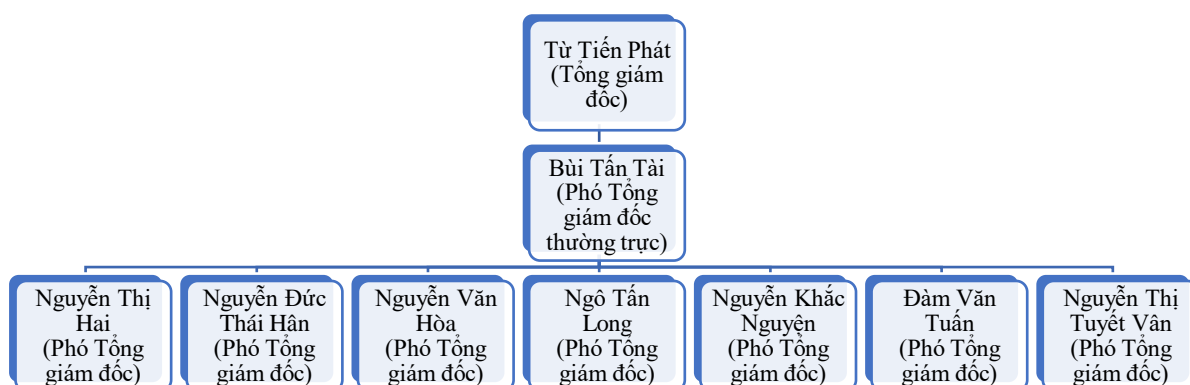 Từ Tiến Phát
(Tổng giám
đốc)
Bùi Tấn Tài
(Phó Tổng
giám đốc
thường trực)
Nguyễn Thị
Hai
(Phó Tổng
giám đốc)
Nguyễn Đức
Thái Hân
(Phó Tổng
giám đốc)
Nguyễn Văn
Hòa
(Phó Tổng
giám đốc)
Ngô Tấn
Long
(Phó Tổng
giám đốc)
Nguyễn Khắc
Nguyện
(Phó Tổng
giám đốc)
Đàm Văn
Tuấn
(Phó Tổng
giám đốc)
Nguyễn Thị
Tuyết Vân
(Phó Tổng
giám đốc)